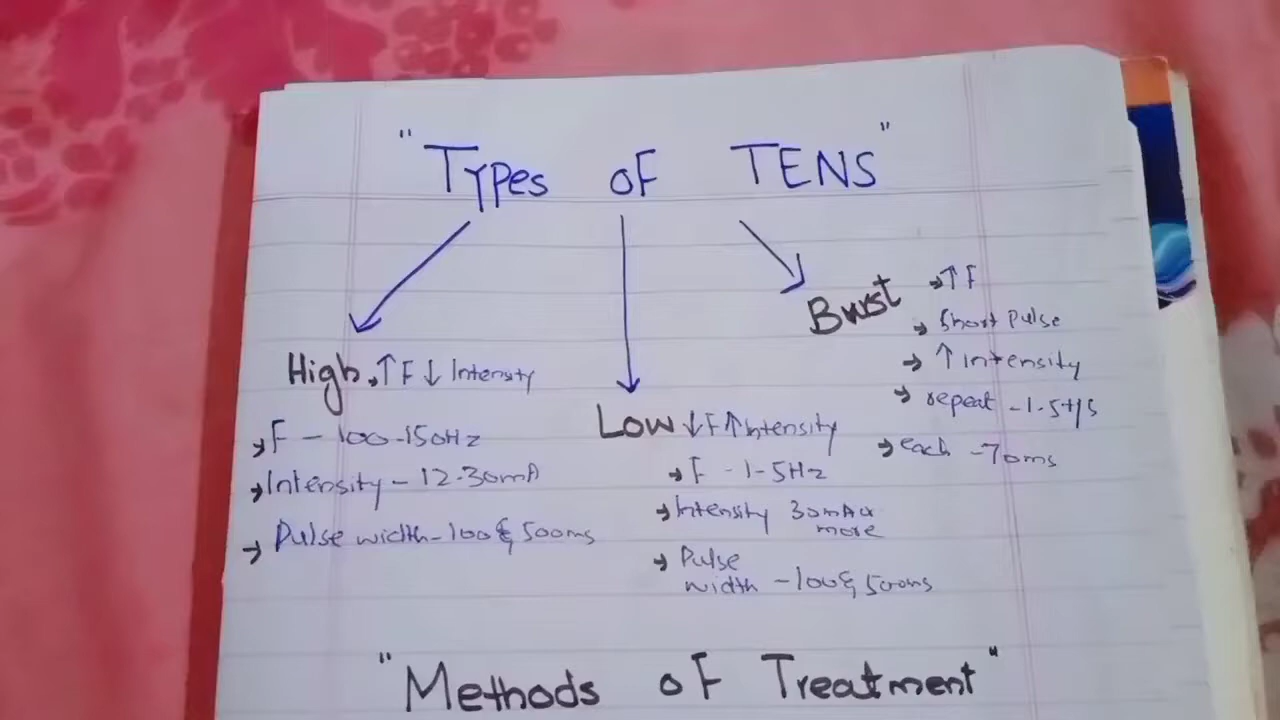 "Types of TENS"
High → ↑F ↓ Intensity
→ F - 100-150Hz
→ Intensity - 12-30mA
→ Pulse width - 100 & 500ms
Low ↓F ↑Intensity
→ F - 1-5Hz
→ Intensity 30mA or
more
→ Pulse
width - 100 & 500ms
Burst → ↑F
→ Short Pulse
→ ↑ Intensity
→ repeat - 1-5t/s
→ each - 70ms
"Methods of Treatment"